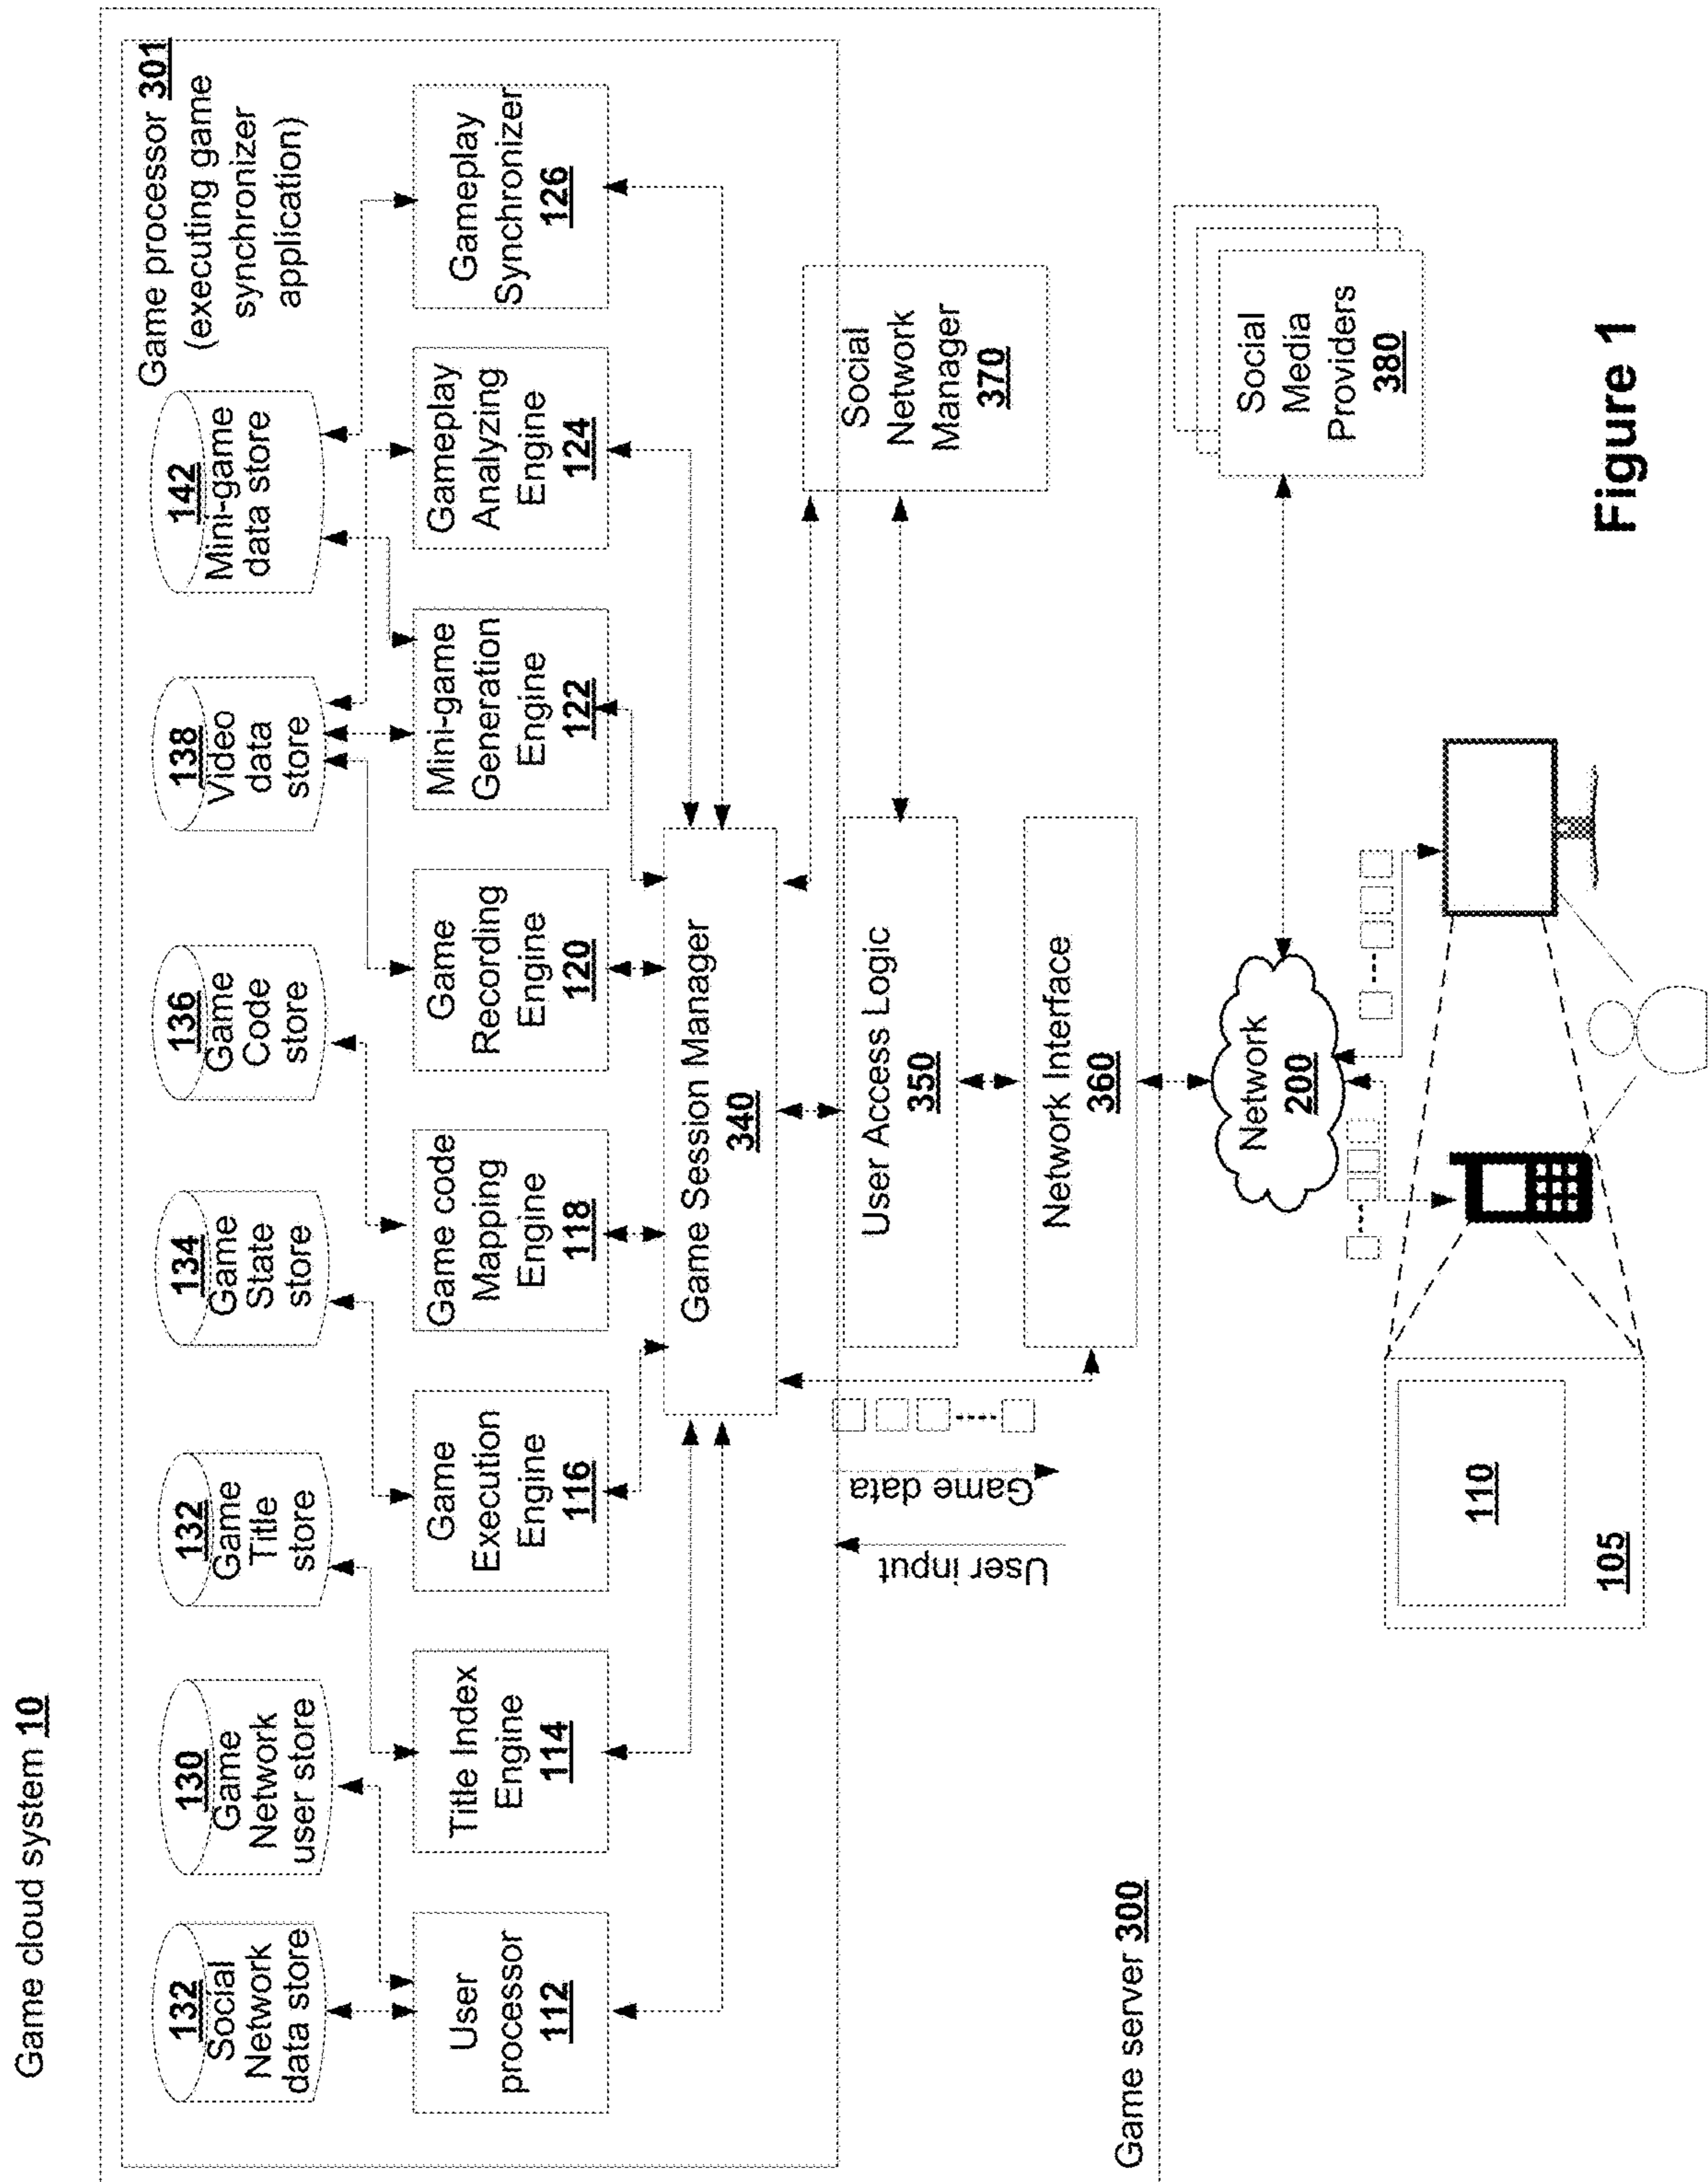 Game cloud system 10
Game processor 301
(executing game
synchronizer
application)
132
Social
Network
data store
130
Game
Network
user store
132
Game
Title
store
134
Game
State
store
136
Game
Code
store
138
Video
data
store
142
Mini-game
data store
User
processor
112
Title Index
Engine
114
Game
Execution
Engine
116
Game code
Mapping
Engine
118
Game
Recording
Engine
120
Mini-game
Generation
Engine
122
Gameplay
Analyzing
Engine
124
Gameplay
Synchronizer
126
Game Session Manager
340
User input
Game data
User Access Logic
350
Social
Network
Manager
370
Network Interface
360
Game server 300
Network
200
Social
Media
Providers
380
110
105
Figure 1